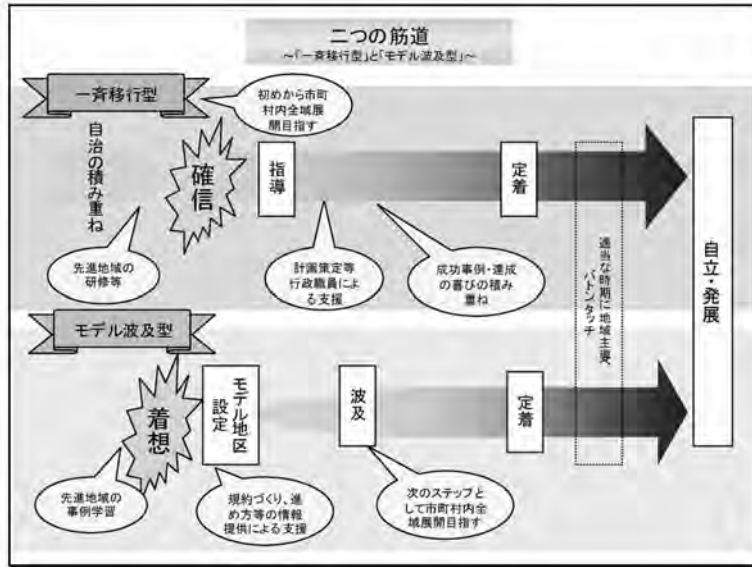 二つの筋道
～「一斉移行型」と「モデル波及型」～
一斉移行型
初めから市町
村内全域展
開目指す
自治の積み重ね
確信
指導
定着
先進地域の
研修等
計画策定等
行政職員によ
る支援
成功事例・達成
の喜びの積み
重ね
適当な時期に地域主要、
バトンタッチ
自立・発展
モデル波及型
着想
モデル地区
設定
波及
定着
先進地域の
事例学習
規約づくり、進
め方等の情報
提供による支援
次のステップと
して市町村内全
域展開目指す